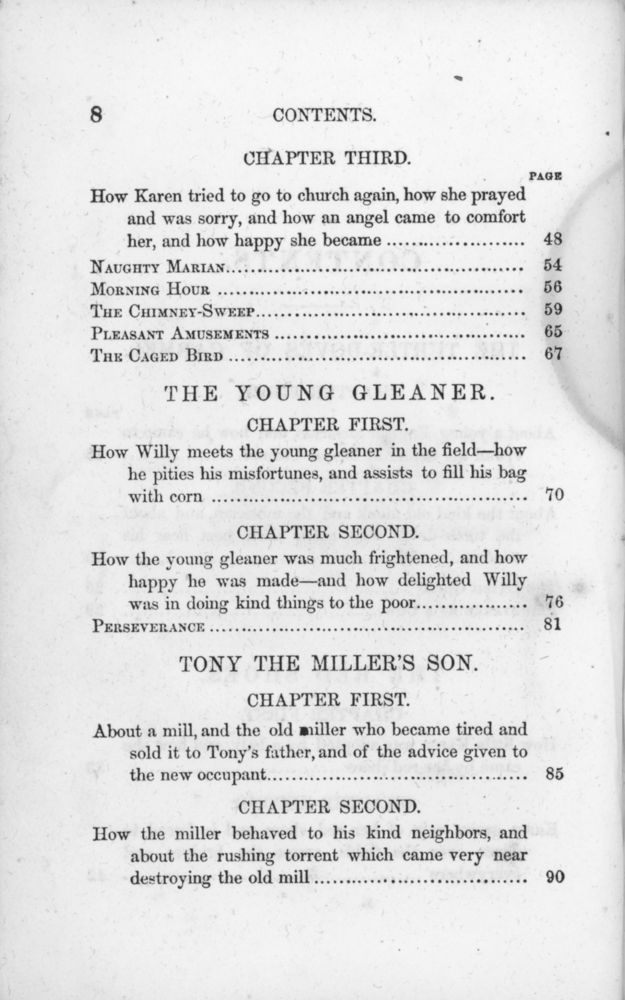 8 CONTENTS.
CHAPTER THIRD.
PAGE
How Karen tried to go to church again, how she prayed
and was sorry, and how an angel came to comfort
her, and how happy she became ........................ 48
NAUGHTY MARIAN.................................................. 54
MORNING HOUR .................................................... 56
THE CHIMNEY-SWEEP............................................. 59
PLEASANT AMUSEMENTS .......................................... 65
THE CAGED BIRD .................................................. 67
THE YOUNG GLEANER.
CHAPTER FIRST.
How Willy meets the young gleaner in the field—how
he pities his misfortunes, and assists to fill his bag
with corn ..................................................... 70
CHAPTER SECOND.
How the young gleaner was much frightened, and how
happy he was made—and how delighted Willy
was in doing kind things to the poor................... 76
PERSEVERANCE ..................................................... 81
TONY THE MILLER'S SON.
CHAPTER FIRST.
About a mill, and the old miller who became tired and
sold it to Tony's father, and of the advice given to
the new occupant............................................ 85
CHAPTER SECOND.
How the miller behaved to his kind neighbors, and
about the rushing torrent which came very near
destroying the old mill .................................... 90